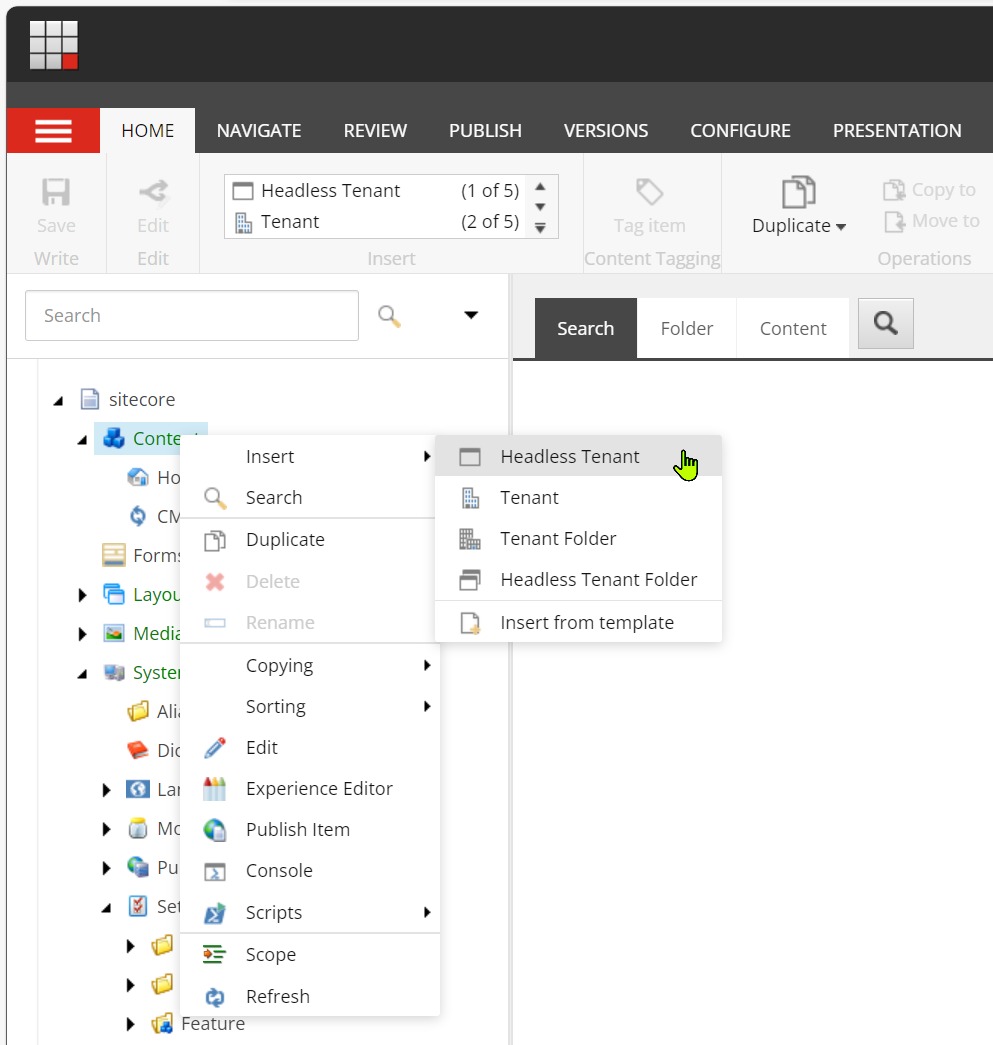 HOME NAVIGATE REVIEW PUBLISH VERSIONS CONFIGURE PRESENTATION
Headless Tenant (1 of 5)
Tenant (2 of 5)
Save
Write
Edit
Edit
Insert
Tag item
Content Tagging
Duplicate
Copy to
Move to
Operations
Search
Search Folder Content
sitecore
Conte
Ho
CM
Forms
Layou
Media
System
Alia
Dic
Lan
Mo
Pu
Set
Feature
Insert
Search
Duplicate
Delete
Rename
Copying
Sorting
Edit
Experience Editor
Publish Item
Console
Scripts
Scope
Refresh
Headless Tenant
Tenant
Tenant Folder
Headless Tenant Folder
Insert from template